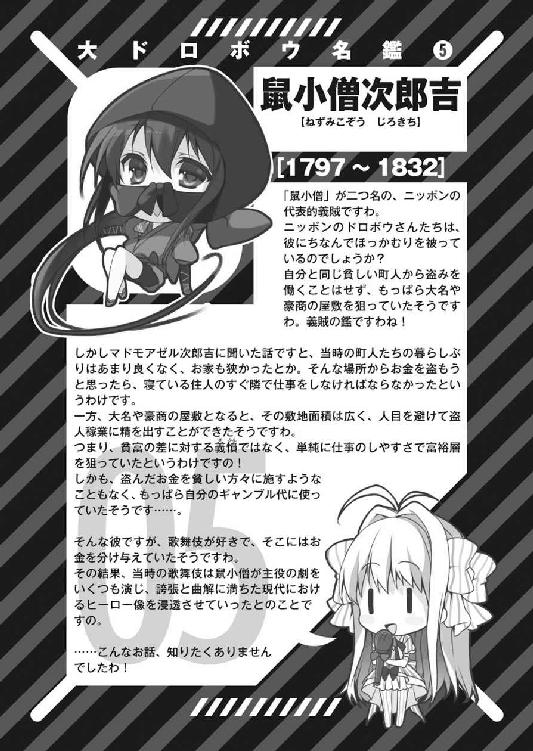 大ドロボウ名鑑❺
鼠小僧次郎吉
【ねずみこぞう　じろきち】
[1797～1832]
「鼠小僧」が二つ名の、ニッポンの
代表的義賊ですわ。
ニッポンのドロボウさんたちは、
彼にちなんでほっかむりを被って
いるのでしょうか？
自分と同じ貧しい町人から盗みを
働くことはせず、もっぱら大名や
豪商の屋敷を狙っていたそうです
わ。義賊の鑑ですわね！
しかしマドモアゼル次郎吉に聞いた話ですと、当時の町人たちの暮らしぶ
りはあまり良くなく、お家も狭かったとか。そんな場所からお金を盗もう
と思ったら、寝ている住人のすぐ隣で仕事をしなければならなかったとい
うわけです。
一方、大名や豪商の屋敷となると、その敷地面積は広く、人目を避けて盗
人稼業に精を出すことができたそうですわ。
つまり、貧富の差に対する義憤ではなく、単純に仕事のしやすさで富裕層
を狙っていたというわけですの！
しかも、盗んだお金を貧しい方々に施すような
こともなく、もっぱら自分のギャンブル代に使っ
ていたそうです……。
そんな彼ですが、歌舞伎が好きで、そこにはお
金を分け与えていたそうですわ。
その結果、当時の歌舞伎は鼠小僧が主役の劇を
いくつも演じ、誇張と曲解に満ちた現代におけ
るヒーロー像を浸透させていったとのことで
すの。
……こんなお話、知りたくありません
でしたわ！
05